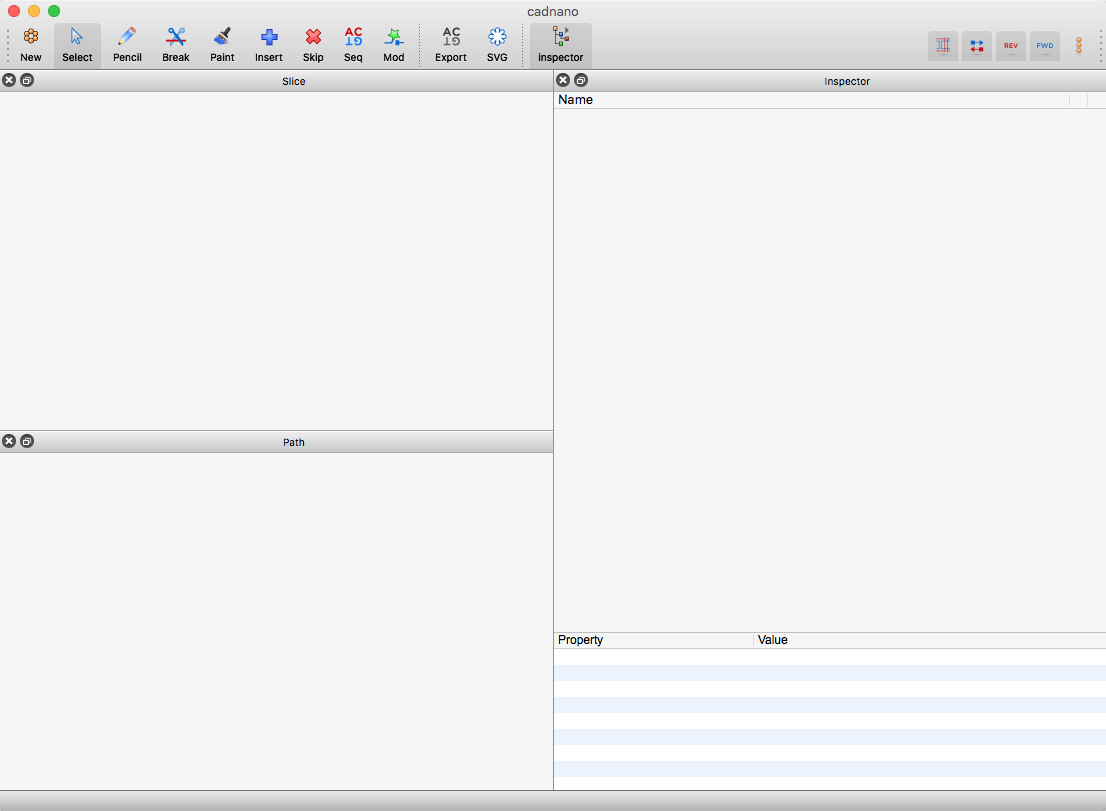 cadnano
New Select Pencil Break Paint Insert Skip Seq Mod Export SVG Inspector REV FWD
Slice
Inspector
Name
Path
Property Value